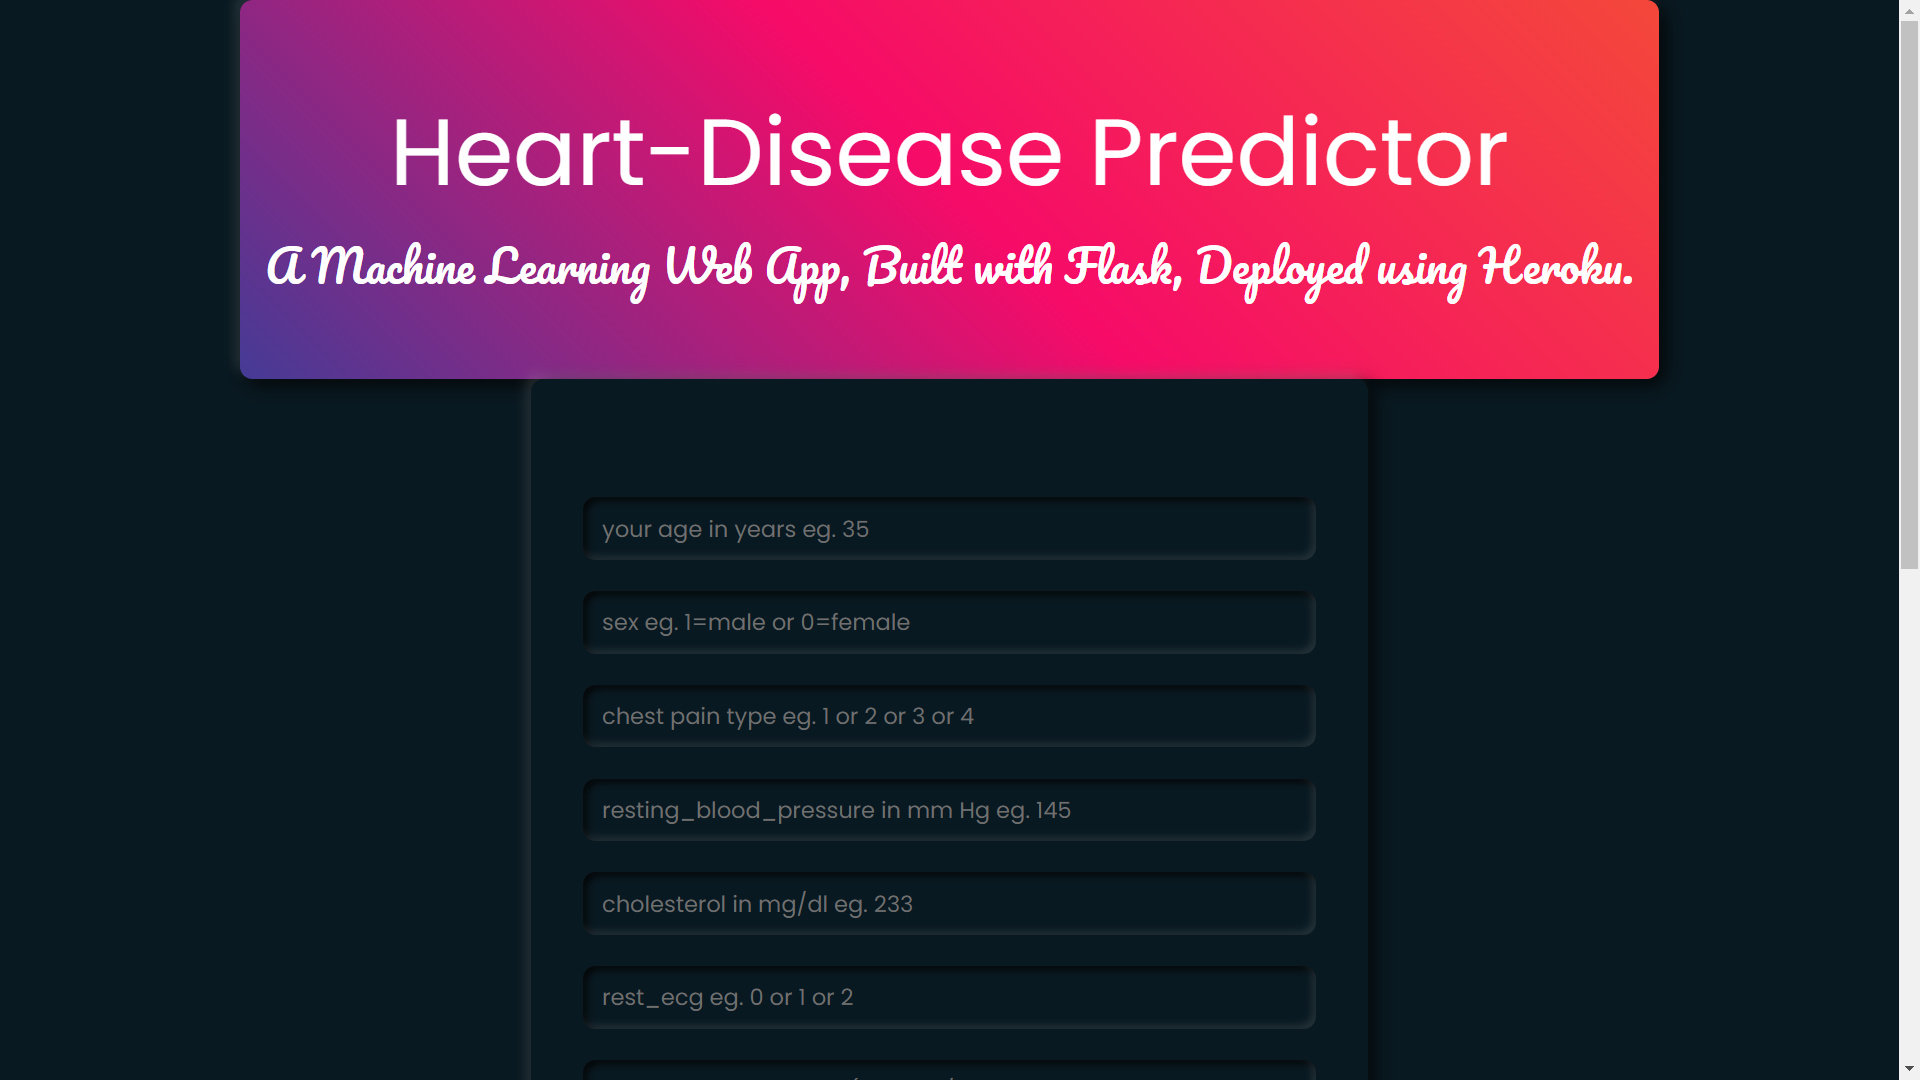 Heart-Disease Predictor
A Machine Learning Web App, Built with Flask, Deployed using Heroku.
your age in years eg. 35
sex eg. 1=male or 0=female
chest pain type eg. 1 or 2 or 3 or 4
resting_blood_pressure in mm Hg eg. 145
cholesterol in mg/dl eg. 233
rest_ecg eg. 0 or 1 or 2